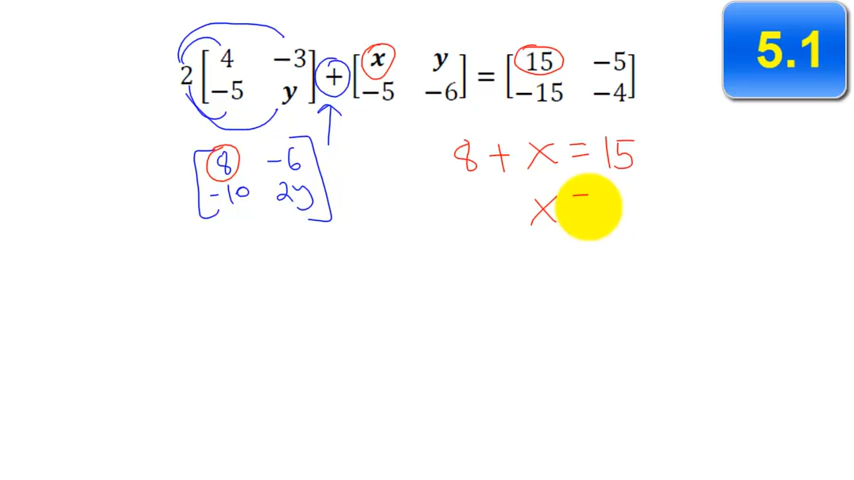 5.1
2[4 −3] + [x y] = [15 −5]
[−5 y] [−5 −6] [−15 −4]
[8 -6]
[-10 2y]
8 + x = 15
x =